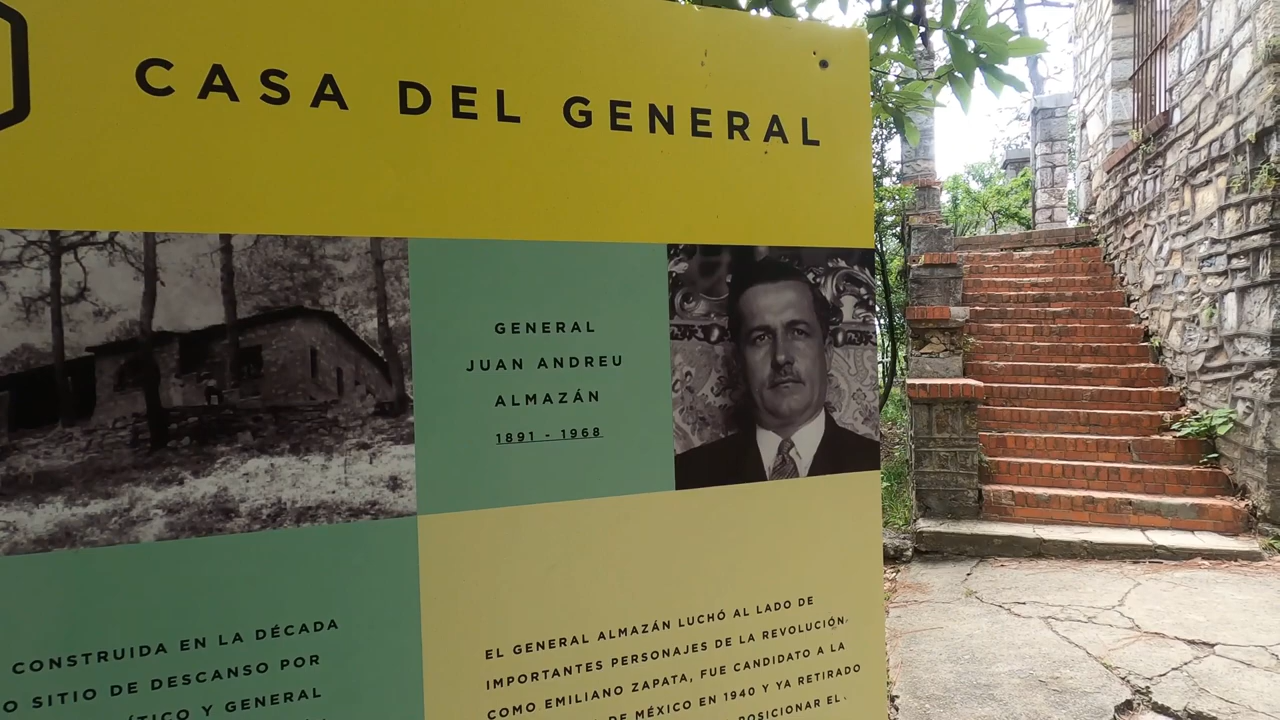 CASA DEL GENERAL
GENERAL
JUAN ANDREU
ALMAZÁN
1891 - 1968
CONSTRUIDA EN LA DÉCADA
SITIO DE DESCANSO POR
Y GENERAL
EL GENERAL ALMAZÁN LUCHÓ AL LADO DE
IMPORTANTES PERSONAJES DE LA REVOLUCIÓN,
COMO EMILIANO ZAPATA, FUE CANDIDATO A LA
DE MÉXICO EN 1940 Y YA RETIRADO
EL